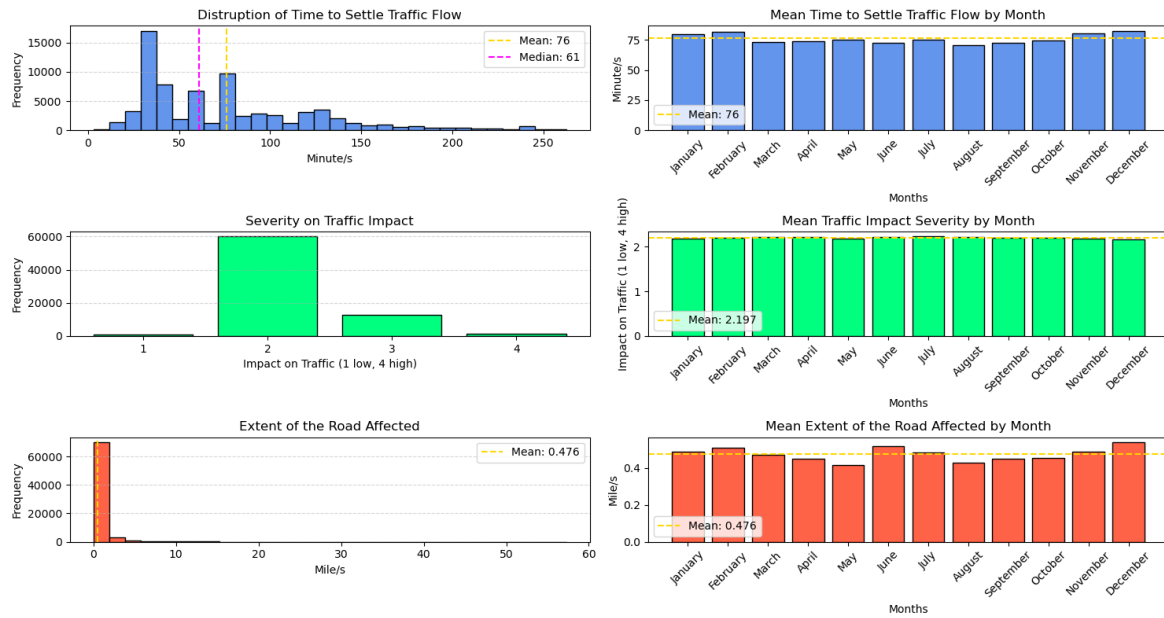 Distruption of Time to Settle Traffic Flow
Frequency
15000
10000
5000
0
Mean: 76
Median: 61
0 50 100 150 200 250
Minute/s
Mean Time to Settle Traffic Flow by Month
Minute/s
75
50
25
0
Mean: 76
January February March April May June July August September October November December
Months
Severity on Traffic Impact
Frequency
60000
40000
20000
0
1 2 3 4
Impact on Traffic (1 low, 4 high)
Mean Traffic Impact Severity by Month
Impact on Traffic (1 low, 4 high)
2
1
0
Mean: 2.197
January February March April May June July August September October November December
Months
Extent of the Road Affected
Frequency
60000
40000
20000
0
Mean: 0.476
0 10 20 30 40 50 60
Mile/s
Mean Extent of the Road Affected by Month
Mile/s
0.4
0.2
0.0
Mean: 0.476
January February March April May June July August September October November December
Months